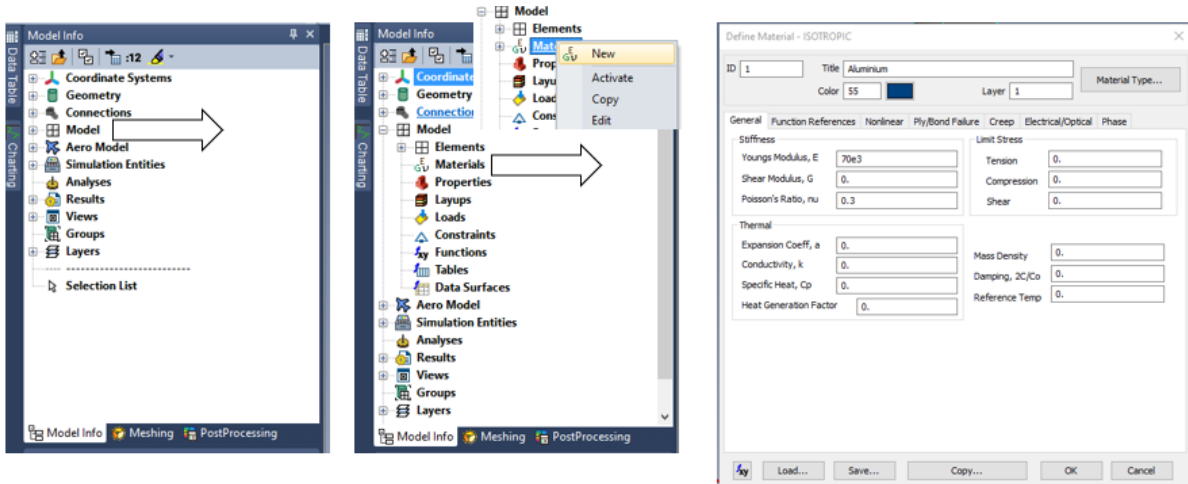 Model Info
:12
Data Table
Charting
Coordinate Systems
Geometry
Connections
Model
Aero Model
Simulation Entities
Analyses
Results
Views
Groups
Layers
Selection List
Model Info Meshing PostProcessing
Model Info
Data Table
Charting
Coordinate
Geometry
Connection
Model
Elements
Materials
Properties
Layups
Loads
Constraints
Functions
Tables
Data Surfaces
Aero Model
Simulation Entities
Analyses
Results
Views
Groups
Layers
Model Info Meshing PostProcessing
Model
Elements
Mat
Prop
Layu
Load
Cons
New
Activate
Copy
Edit
Define Material - ISOTROPIC
ID 1 Title Aluminium
Color 55 Layer 1
Material Type...
General Function References Nonlinear Ply/Bond Failure Creep Electrical/Optical Phase
Stiffness
Youngs Modulus, E 70e3
Shear Modulus, G 0.
Poisson's Ratio, nu 0.3
Limit Stress
Tension 0.
Compression 0.
Shear 0.
Thermal
Expansion Coeff, a 0.
Conductivity, k 0.
Specific Heat, Cp 0.
Heat Generation Factor 0.
Mass Density 0.
Damping, 2C/Co 0.
Reference Temp 0.
fxy Load... Save... Copy... OK Cancel